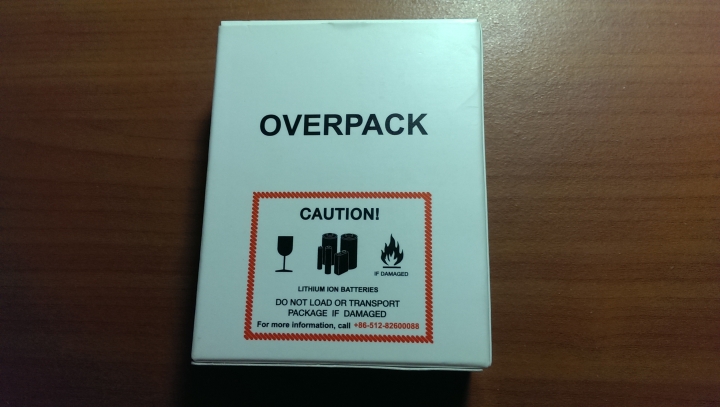 OVERPACK
CAUTION!
IF DAMAGED
LITHIUM ION BATTERIES
DO NOT LOAD OR TRANSPORT
PACKAGE IF DAMAGED
For more information, call +86-512-82600088